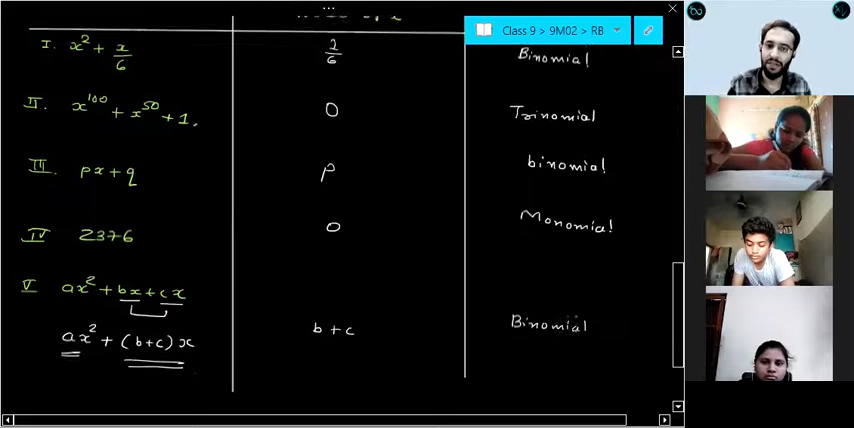 Class 9 > 9M02 > RB
I. x² + x/6 1/6 Binomial
II. x¹⁰⁰ + x⁵⁰ + 1. 0 Trinomial
III. px + q p binomial
IV 2376 0 Monomial
V ax² + bx + cx
ax² + (b+c) x b + c Binomial